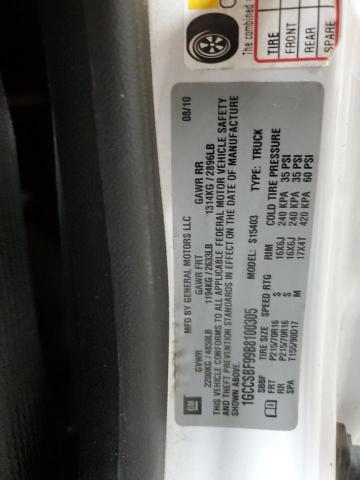 The combined
TIRE
FRONT
REAR
SPARE
GM
MFD BY GENERAL MOTORS LLC
08/10
GVWR GAWR FRT GAWR RR
2200KG/4850LB 1194KG/2633LB 1314KG/2896LB
THIS VEHICLE CONFORMS TO ALL APPLICABLE FEDERAL MOTOR VEHICLE SAFETY
AND THEFT PREVENTION STANDARDS IN EFFECT ON THE DATE OF MANUFACTURE
SHOWN ABOVE.
1GCCSBF99B8100305 MODEL: S15403 TYPE: TRUCK
SBBF TIRE SIZE SPEED RTG RIM COLD TIRE PRESSURE
FRT P215/70R16 S 16X6J 240 KPA 35 PSI
RR P215/70R16 S 16X6J 240 KPA 35 PSI
SPA T155/90D17 M 17X4T 420 KPA 60 PSI